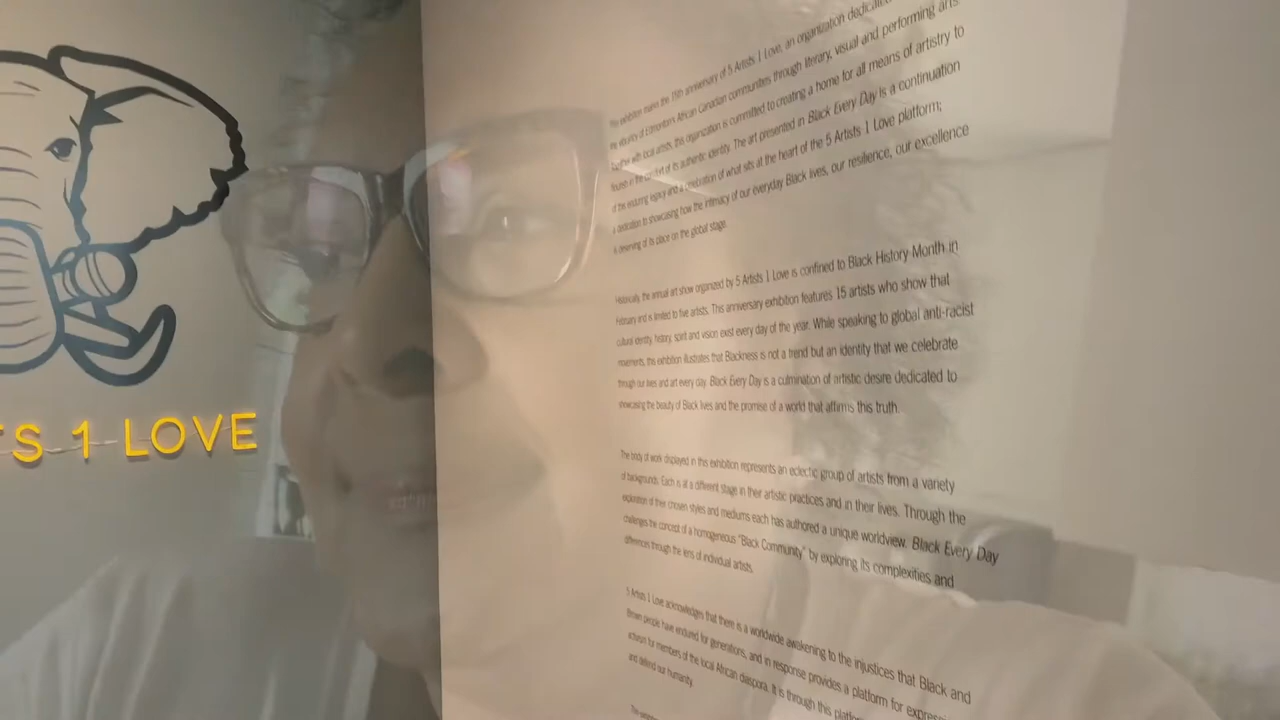 TS 1 LOVE
This exhibition marks the 15th anniversary of 5 Artists 1 Love, an organization dedicated
the vibrancy of Edmonton's African Canadian communities through literary, visual and performing arts.
Together with local artists, this organization is committed to creating a home for all means of artistry to
flourish in the comfort of its authentic identity. The art presented in Black Every Day is a continuation
of this enduring legacy and a celebration of what sits at the heart of the 5 Artists 1 Love platform;
a dedication to showcasing how the intimacy of our everyday Black lives, our resilience, our excellence
is deserving of its place on the global stage.
Historically, the annual art show organized by 5 Artists 1 Love is confined to Black History Month in
February and is limited to five artists. This anniversary exhibition features 15 artists who show that
cultural identity, history, spirit and vision exist every day of the year. While speaking to global anti-racist
movements, this exhibition illustrates that Blackness is not a trend but an identity that we celebrate
through our lives and art every day. Black Every Day is a culmination of artistic desire dedicated to
showcasing the beauty of Black lives and the promise of a world that affirms this truth.
The body of work displayed in this exhibition represents an eclectic group of artists from a variety
of backgrounds. Each is at a different stage in their artistic practices and in their lives. Through the
exploration of their chosen styles and mediums each has authored a unique worldview. Black Every Day
challenges the concept of a homogeneous "Black Community" by exploring its complexities and
differences through the lens of individual artists.
5 Artists 1 Love acknowledges that there is a worldwide awakening to the injustices that Black and
Brown people have endured for generations, and in response provides a platform for
activism for members of the local African diaspora. It is through this
and defend our humanity.